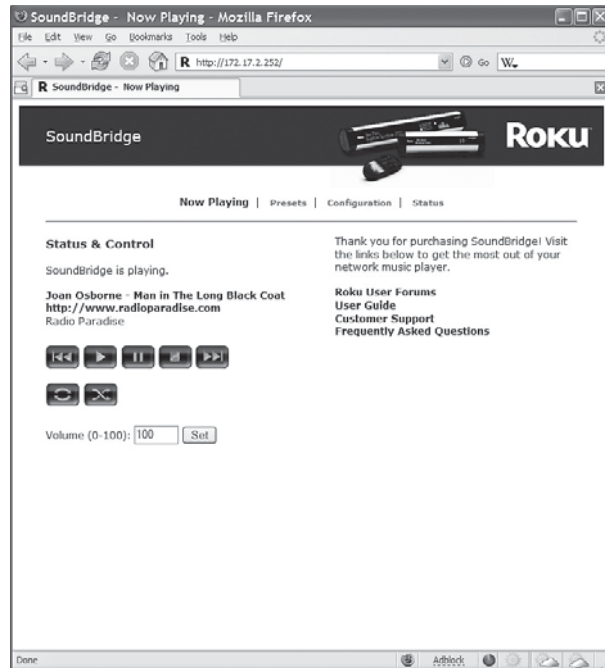 SoundBridge - Now Playing - Mozilla Firefox
File Edit View Go Bookmarks Tools Help
R http://172.17.2.252/ Go W.
R SoundBridge - Now Playing
SoundBridge
Roku
Now Playing | Presets | Configuration | Status
Status & Control
SoundBridge is playing.
Joan Osborne - Man in The Long Black Coat
http://www.radioparadise.com
Radio Paradise
Volume (0-100): 100 Set
Thank you for purchasing SoundBridge! Visit
the links below to get the most out of your
network music player.
Roku User Forums
User Guide
Customer Support
Frequently Asked Questions
Done
Adblock